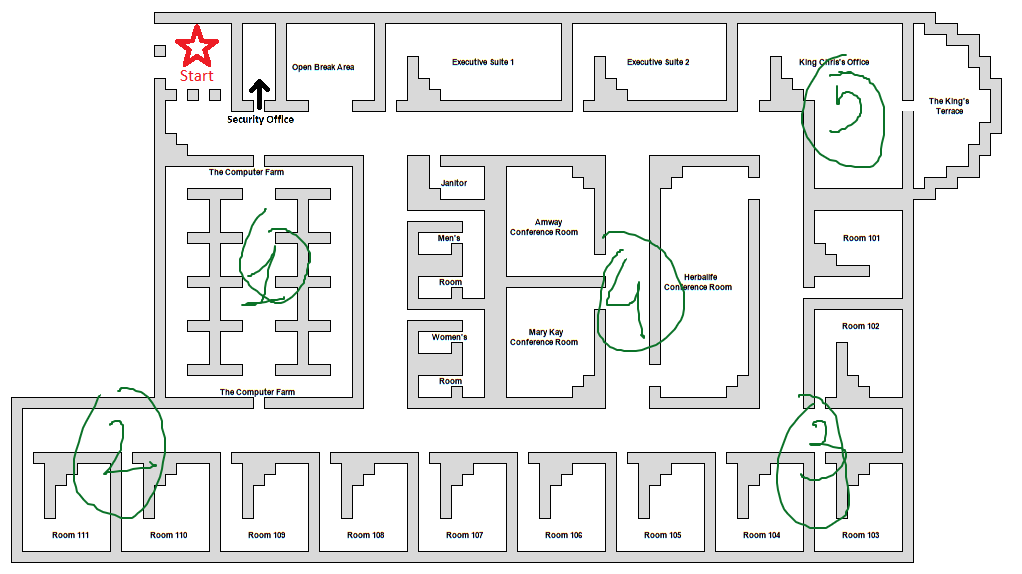 Start
Open Break Area
Executive Suite 1
Executive Suite 2
King Chris's Office
The King's
Terrace
5
Security Office
The Computer Farm
Janitor
Amway
Conference Room
Men's
Room
1
4
Herbalife
Conference Room
Room 101
Mary Kay
Conference Room
Women's
Room
Room 102
The Computer Farm
2
3
Room 111
Room 110
Room 109
Room 108
Room 107
Room 106
Room 105
Room 104
Room 103